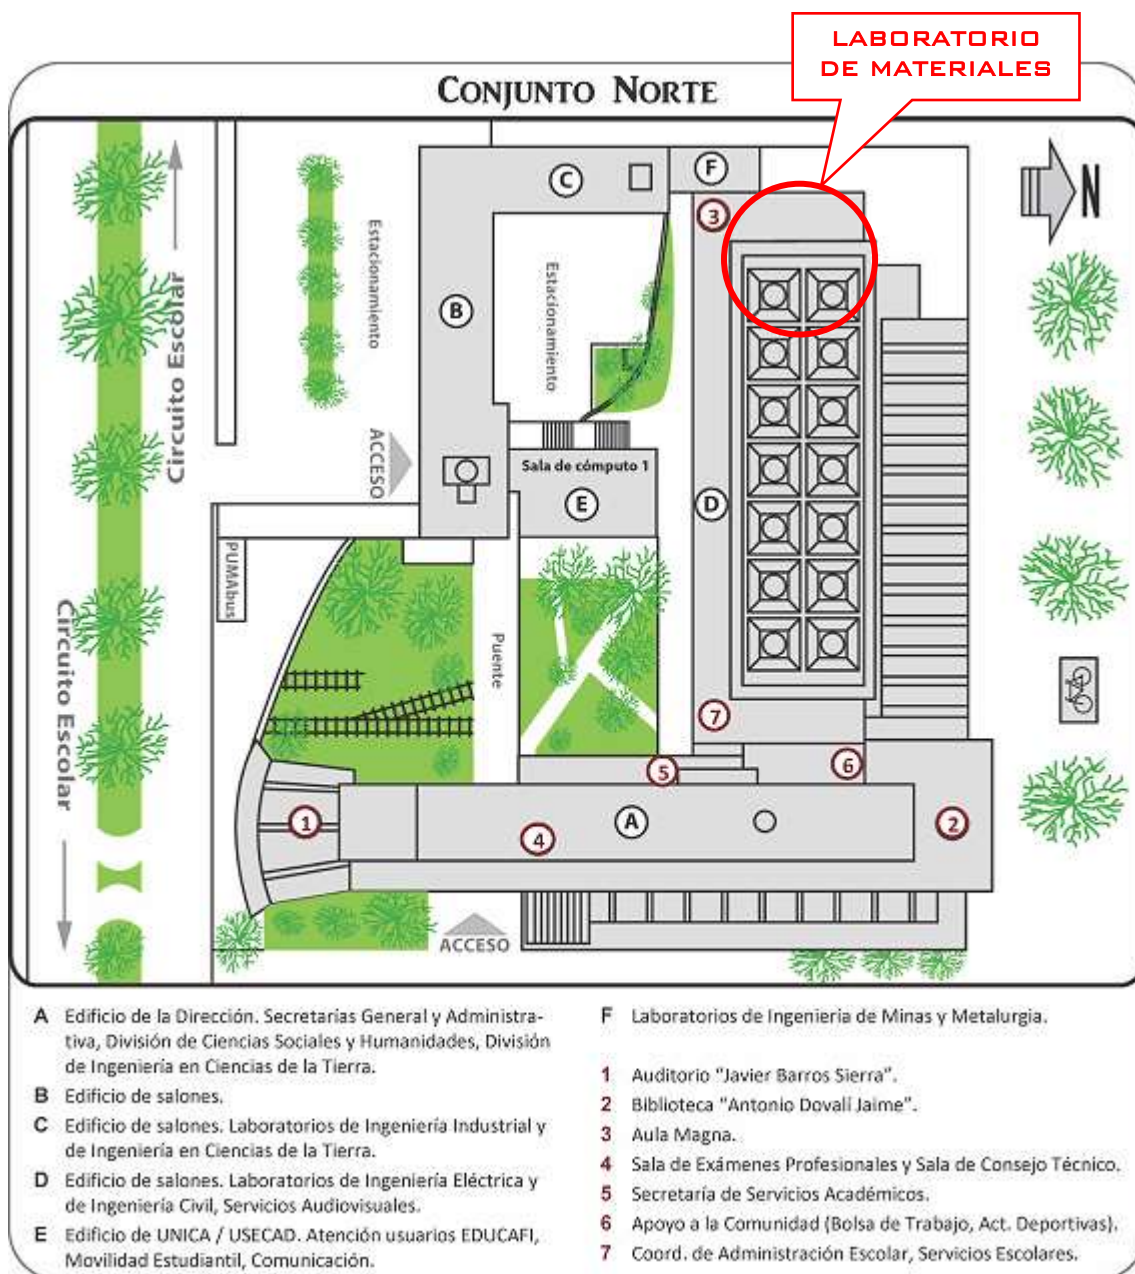 LABORATORIO
DE MATERIALES
CONJUNTO NORTE
C
F
3
N
Circuito Escolar
Estacionamiento
Estacionamiento
B
ACCESO
Sala de cómputo 1
E
D
PUMAbus
Circuito Escolar
Puente
7
5
6
1
4
A
2
ACCESO
A Edificio de la Dirección. Secretarías General y Administra-
tiva, División de Ciencias Sociales y Humanidades, División
de Ingeniería en Ciencias de la Tierra.
B Edificio de salones.
C Edificio de salones. Laboratorios de Ingeniería Industrial y
de Ingeniería en Ciencias de la Tierra.
D Edificio de salones. Laboratorios de Ingeniería Eléctrica y
de Ingeniería Civil, Servicios Audiovisuales.
E Edificio de UNICA / USECAD. Atención usuarios EDUCAFI,
Movilidad Estudiantil, Comunicación.
F Laboratorios de Ingeniería de Minas y Metalurgia.
1 Auditorio "Javier Barros Sierra".
2 Biblioteca "Antonio Dovalí Jaime".
3 Aula Magna.
4 Sala de Exámenes Profesionales y Sala de Consejo Técnico.
5 Secretaría de Servicios Académicos.
6 Apoyo a la Comunidad (Bolsa de Trabajo, Act. Deportivas).
7 Coord. de Administración Escolar, Servicios Escolares.